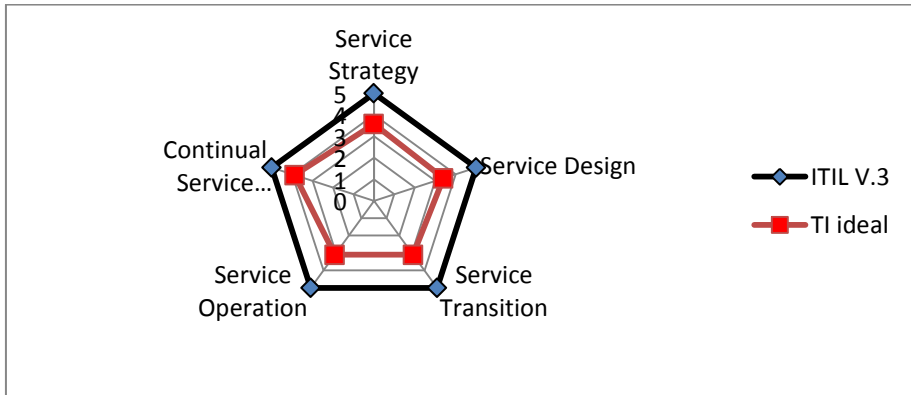 Service
Strategy
5
4
3
2
1
0
Service Design
Service
Transition
Service
Operation
Continual
Service...
ITIL V.3
TI ideal